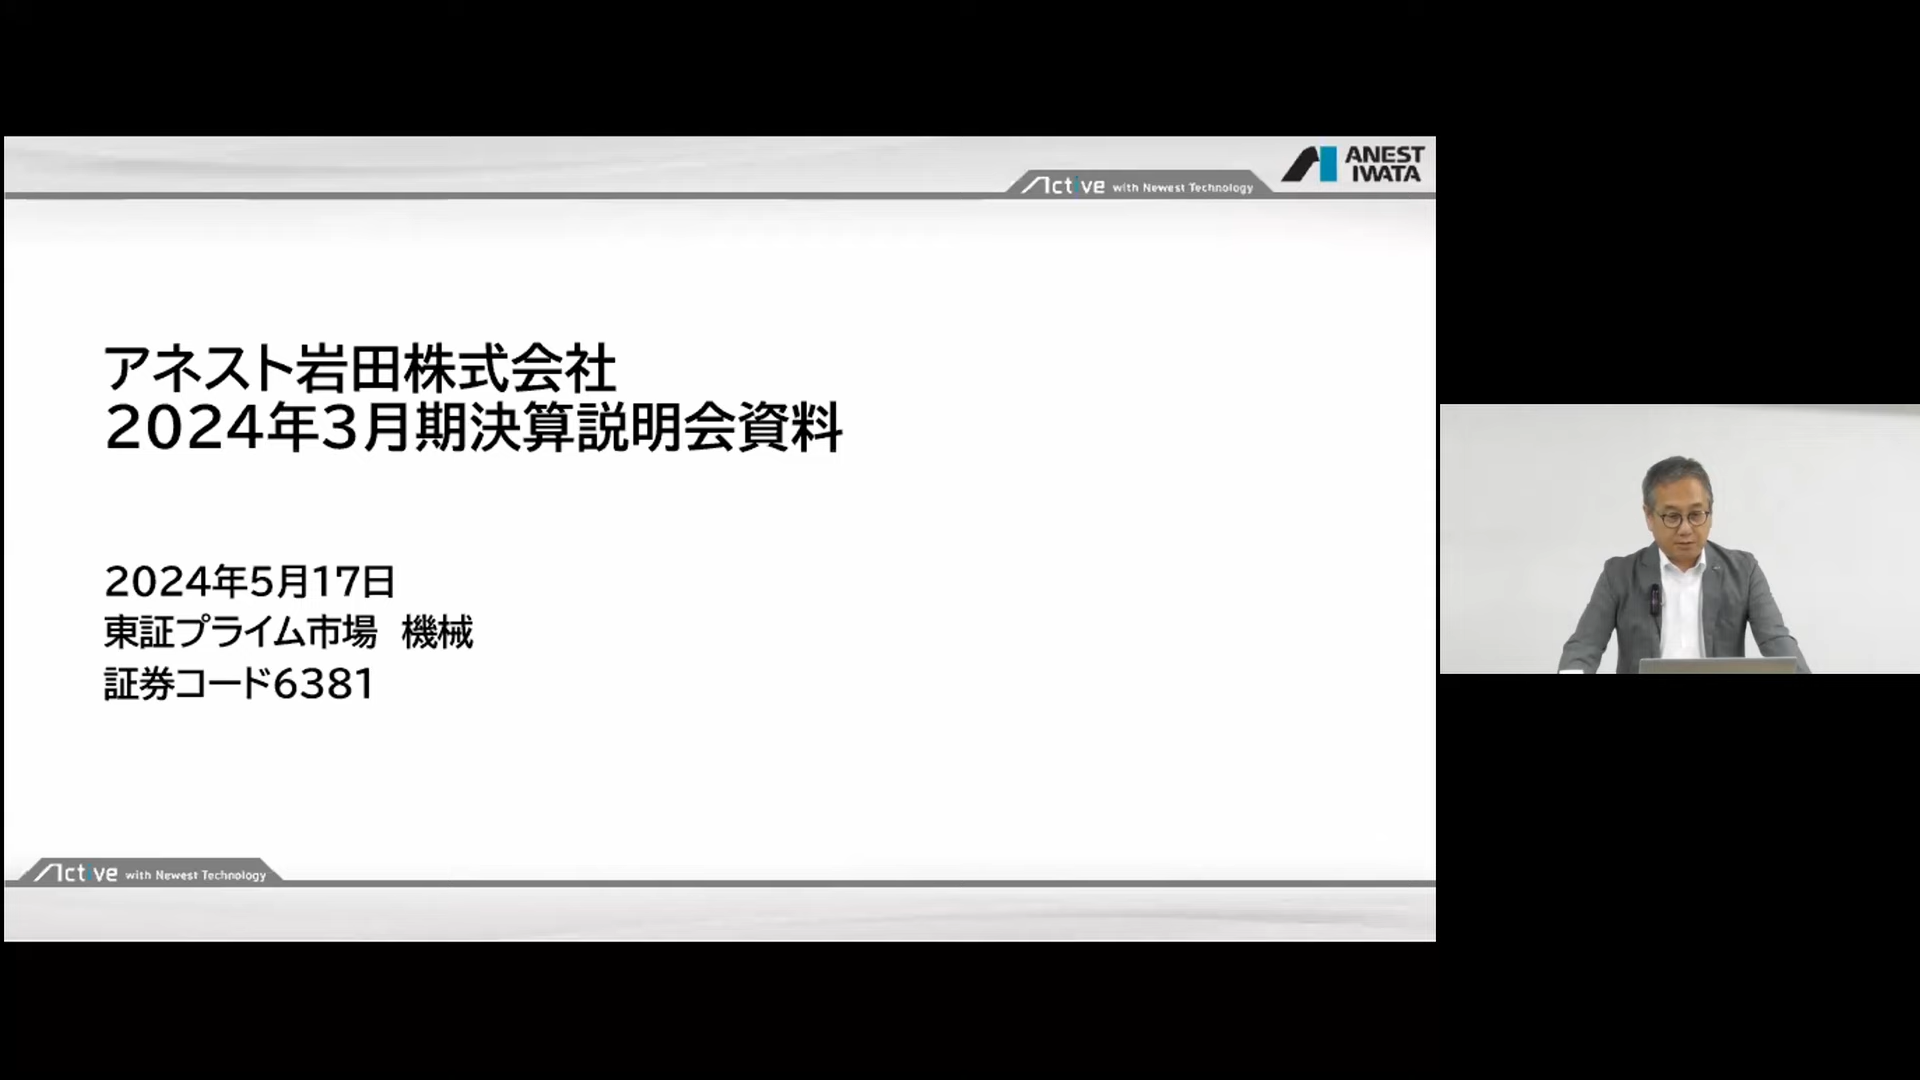 ANEST
IWATA
Active with Newest Technology
アネスト岩田株式会社
2024年3月期決算説明会資料
2024年5月17日
東証プライム市場　機械
証券コード6381
Active with Newest Technology